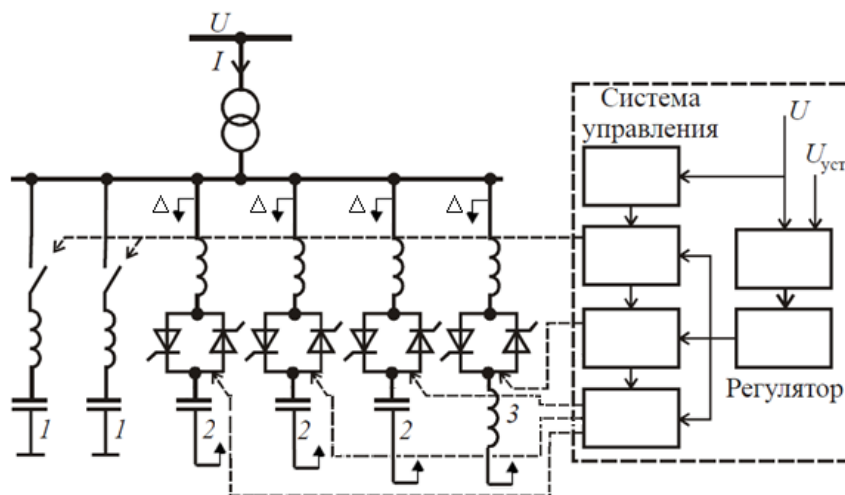 U
I
Система
управления
U
Uуст
Δ Δ Δ Δ
Регулятор
1 1 2 2 2 3